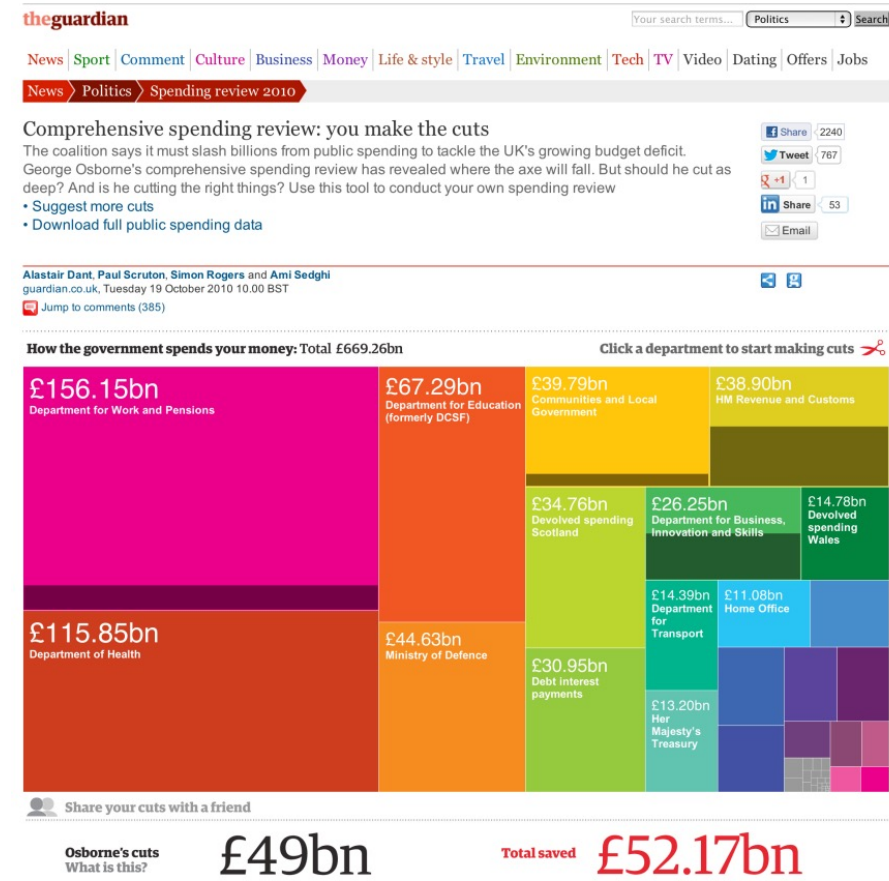 theguardian
Your search terms... Politics Search
News Sport Comment Culture Business Money Life & style Travel Environment Tech TV Video Dating Offers Jobs
News Politics Spending review 2010
Comprehensive spending review: you make the cuts
The coalition says it must slash billions from public spending to tackle the UK's growing budget deficit.
George Osborne's comprehensive spending review has revealed where the axe will fall. But should he cut as
deep? And is he cutting the right things? Use this tool to conduct your own spending review
• Suggest more cuts
• Download full public spending data
f Share 2240
Tweet 767
g +1 1
in Share 53
Email
Alastair Dant, Paul Scruton, Simon Rogers and Ami Sedghi
guardian.co.uk, Tuesday 19 October 2010 10.00 BST
Jump to comments (385)
How the government spends your money: Total £669.26bn
Click a department to start making cuts
£156.15bn
Department for Work and Pensions
£67.29bn
Department for Education
(formerly DCSF)
£39.79bn
Communities and Local
Government
£38.90bn
HM Revenue and Customs
£34.76bn
Devolved spending
Scotland
£26.25bn
Department for Business,
Innovation and Skills
£14.78bn
Devolved
spending
Wales
£115.85bn
Department of Health
£44.63bn
Ministry of Defence
£30.95bn
Debt interest
payments
£14.39bn
Department
for
Transport
£11.08bn
Home Office
£13.20bn
Her
Majesty's
Treasury
Share your cuts with a friend
Osborne's cuts
What is this?
£49bn
Total saved
£52.17bn